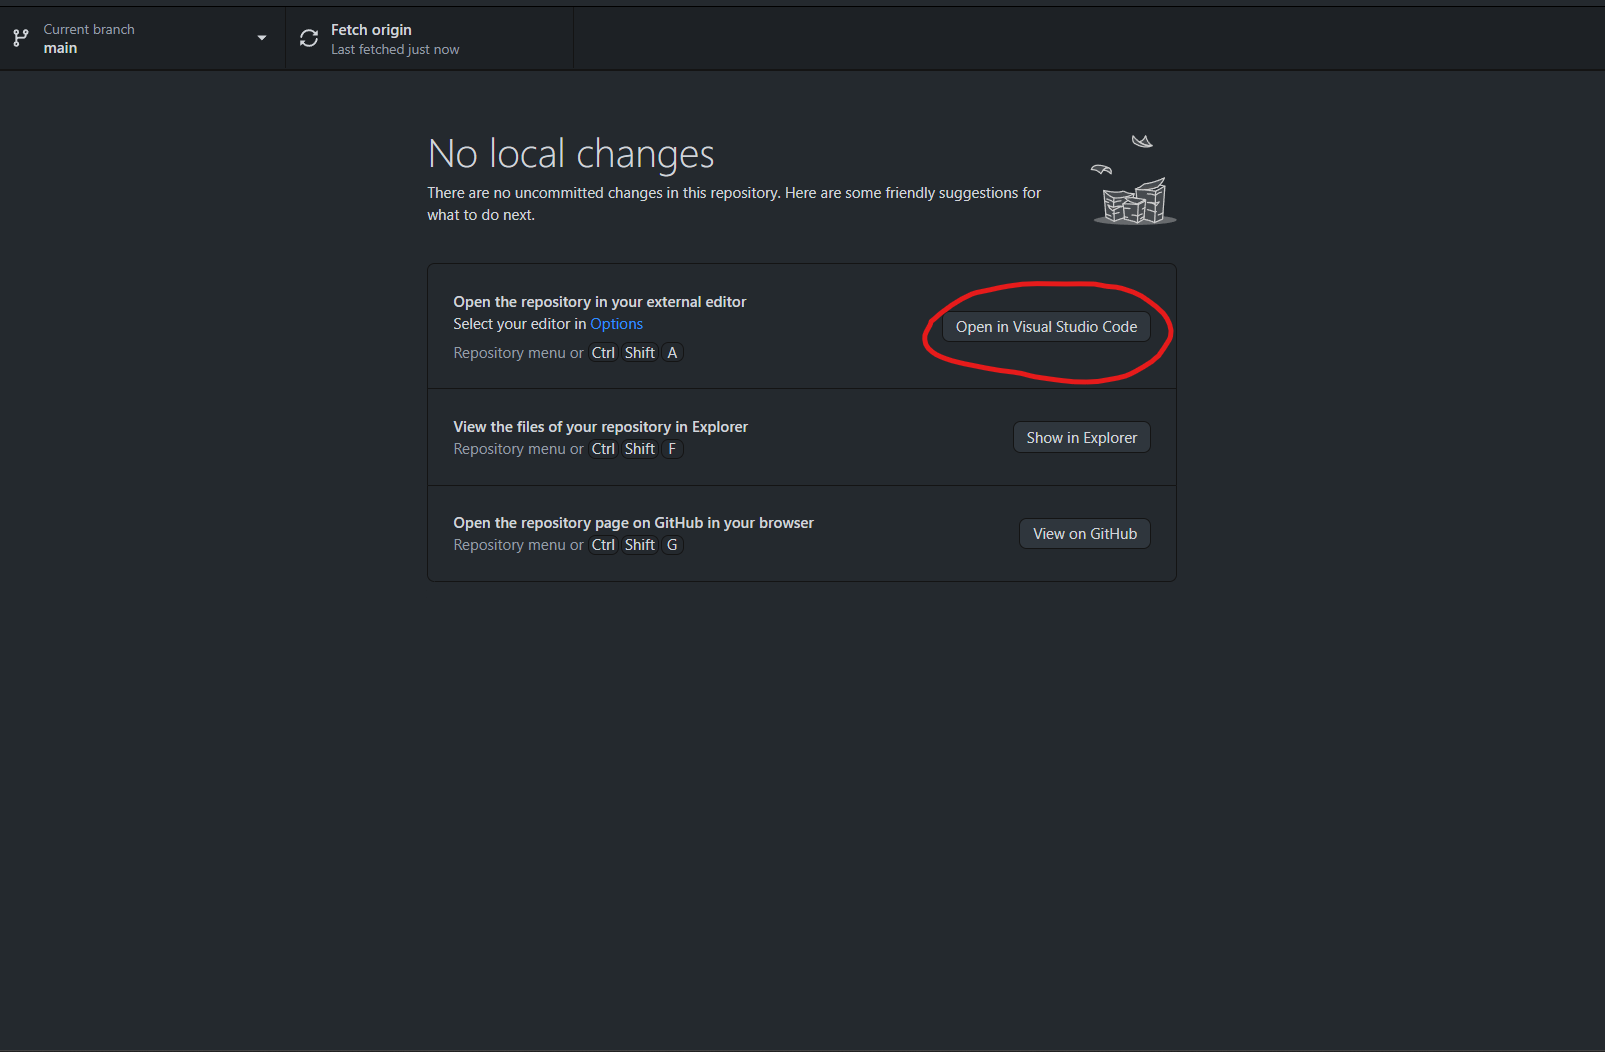 Current branch
main
Fetch origin
Last fetched just now
No local changes
There are no uncommitted changes in this repository. Here are some friendly suggestions for
what to do next.
Open the repository in your external editor
Select your editor in Options
Repository menu or Ctrl Shift A
Open in Visual Studio Code
View the files of your repository in Explorer
Repository menu or Ctrl Shift F
Show in Explorer
Open the repository page on GitHub in your browser
Repository menu or Ctrl Shift G
View on GitHub